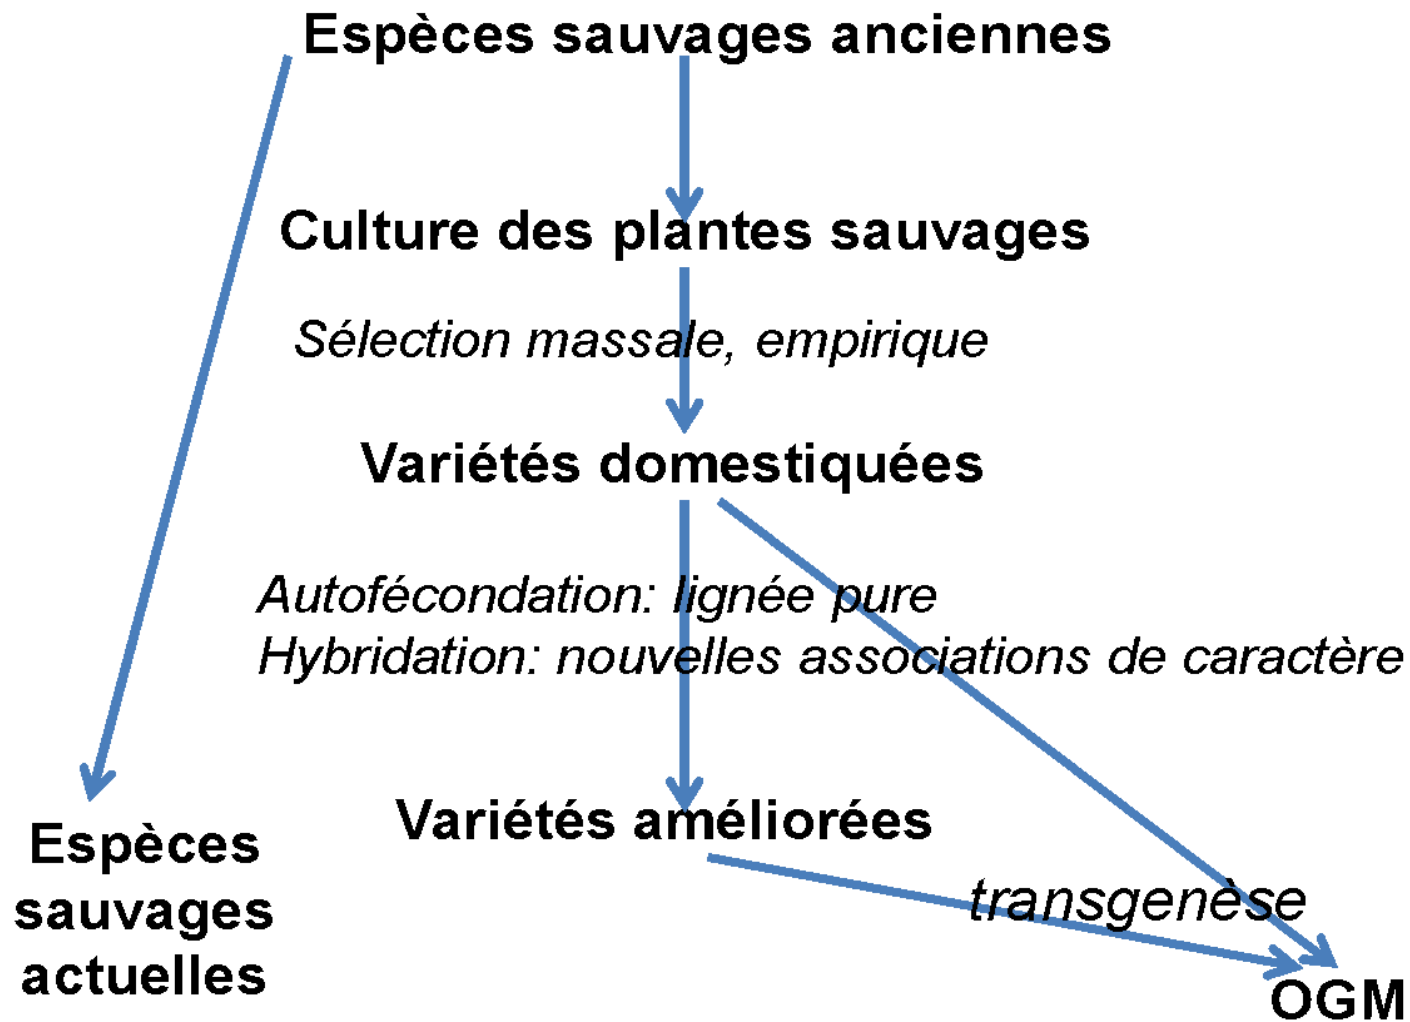 Espèces sauvages anciennes
Culture des plantes sauvages
Sélection massale, empirique
Variétés domestiquées
Autofécondation: lignée pure
Hybridation: nouvelles associations de caractère
Variétés améliorées
Espèces
sauvages
actuelles
transgenèse
OGM